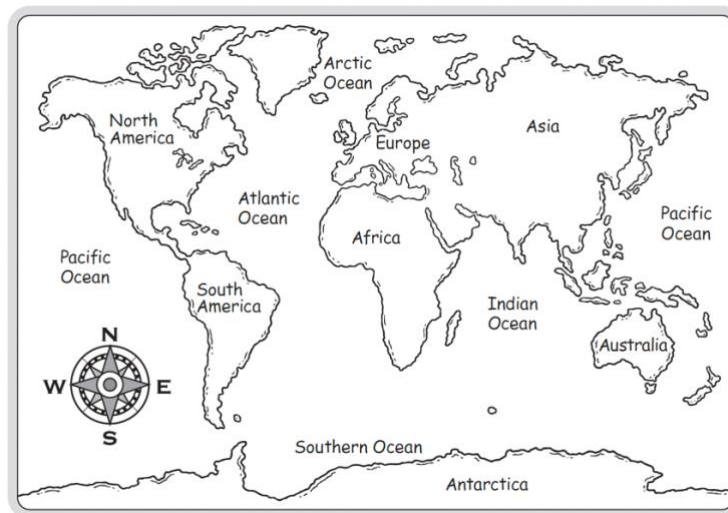 Arctic
Ocean
North
America
Europe
Asia
Atlantic
Ocean
Pacific
Ocean
Africa
Pacific
Ocean
South
America
Indian
Ocean
Australia
N
W
E
S
Southern Ocean
Antarctica